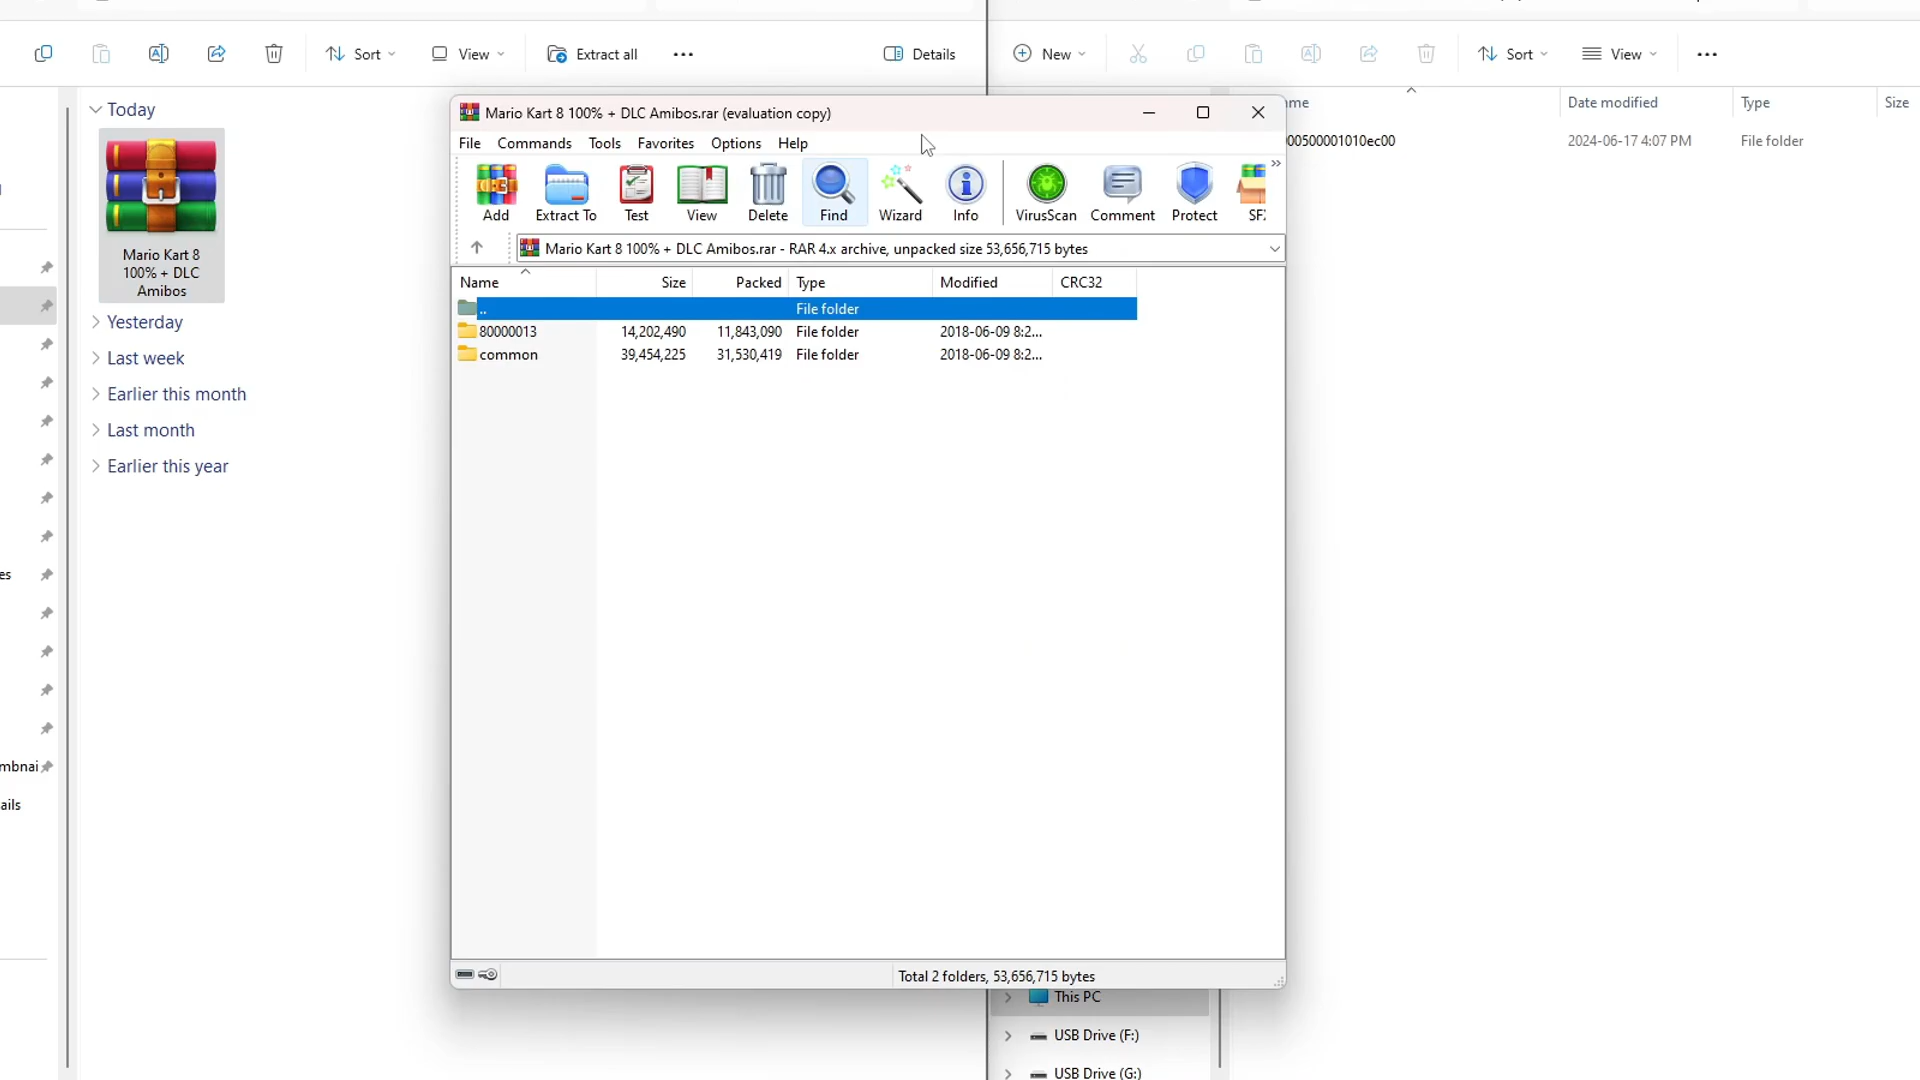 Sort
View
Extract all
Details
New
Sort
View
Today
Mario Kart 8
100% + DLC
Amibos
Yesterday
Last week
Earlier this month
Last month
Earlier this year
es
mbnai
ails
Mario Kart 8 100% + DLC Amibos.rar (evaluation copy)
File Commands Tools Favorites Options Help
Add Extract To Test View Delete Find Wizard Info VirusScan Comment Protect SF
Mario Kart 8 100% + DLC Amibos.rar - RAR 4.x archive, unpacked size 53,656,715 bytes
Name Size Packed Type Modified CRC32
.. File folder
80000013 14,202,490 11,843,090 File folder 2018-06-09 8:2...
common 39,454,225 31,530,419 File folder 2018-06-09 8:2...
Total 2 folders, 53,656,715 bytes
me Date modified Type Size
00500001010ec00 2024-06-17 4:07 PM File folder
This PC
USB Drive (F:)
USB Drive (G:)